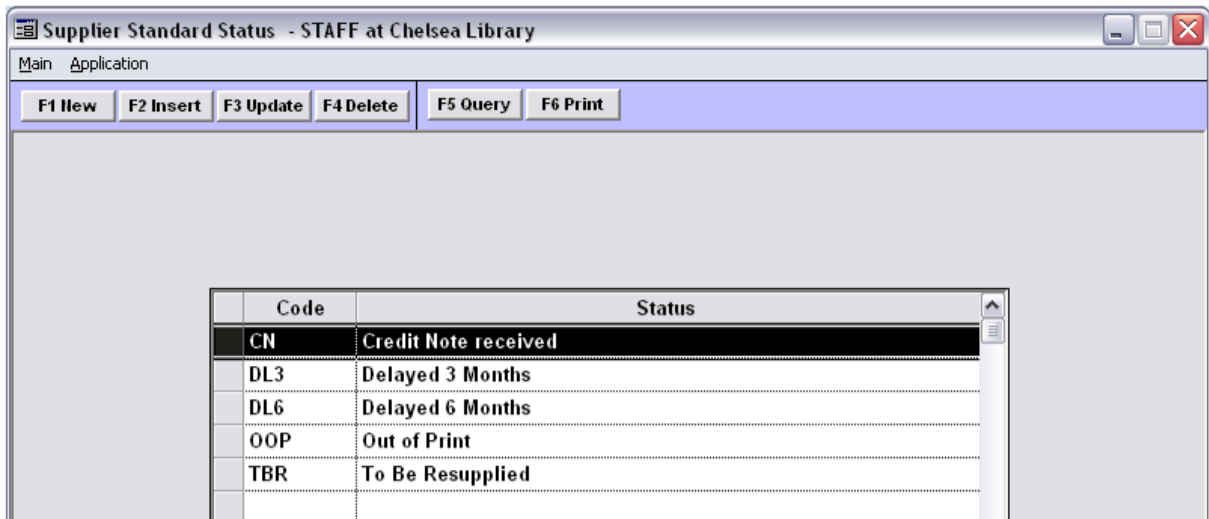 Supplier Standard Status - STAFF at Chelsea Library
Main Application
F1 New F2 Insert F3 Update F4 Delete F5 Query F6 Print
Code Status
CN Credit Note received
DL3 Delayed 3 Months
DL6 Delayed 6 Months
OOP Out of Print
TBR To Be Resupplied